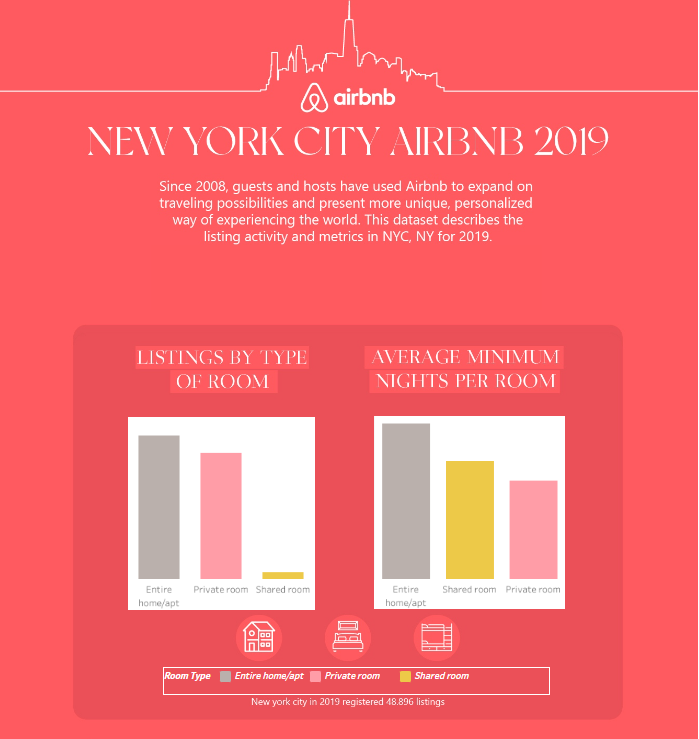 airbnb
NEW YORK CITY AIRBNB 2019
Since 2008, guests and hosts have used Airbnb to expand on
traveling possibilities and present more unique, personalized
way of experiencing the world. This dataset describes the
listing activity and metrics in NYC, NY for 2019.
LISTINGS BY TYPE
OF ROOM
Entire
home/apt
Private room
Shared room
AVERAGE MINIMUM
NIGHTS PER ROOM
Entire
home/apt
Shared room
Private room
Room Type Entire home/apt Private room Shared room
New york city in 2019 registered 48.896 listings